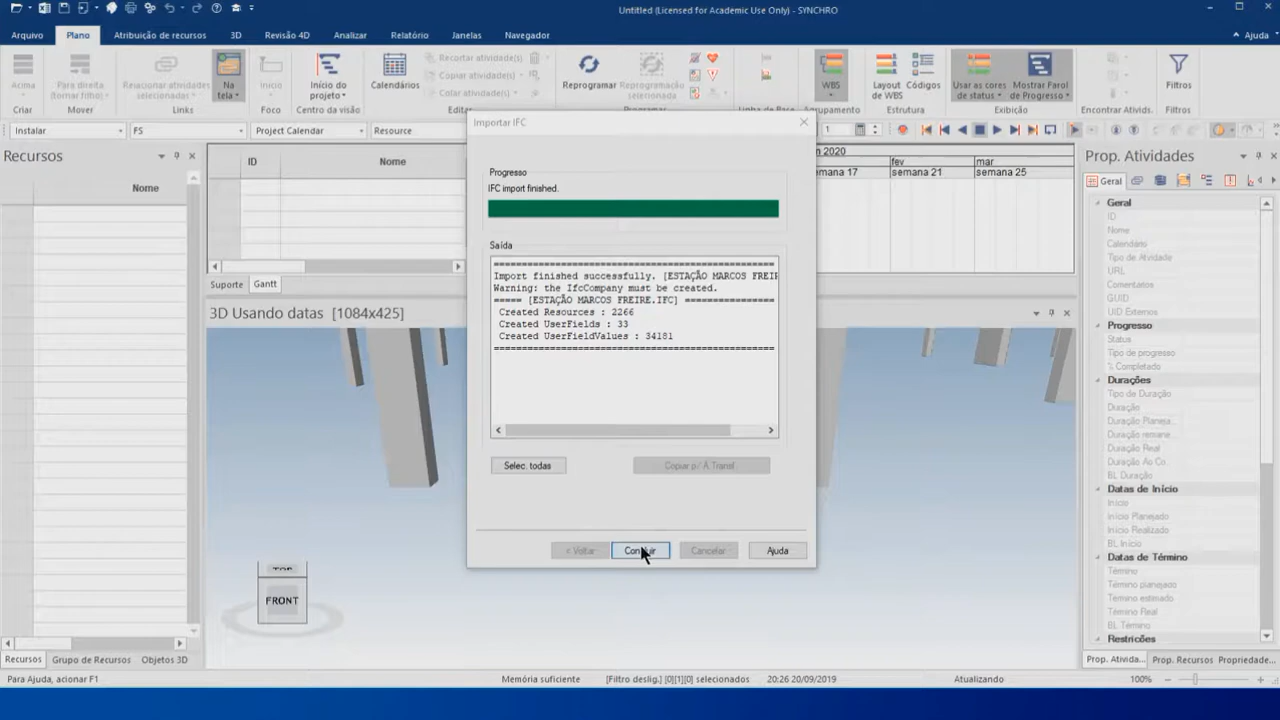 Untitled (Licensed for Academic Use Only) - SYNCHRO
Arquivo Plano Atribuição de recursos 3D Revisão 4D Analizar Relatório Janelas Navegador Ajuda
Acima
Para direita
(tornar filho)
Relacionar atividades
selecionadas
Na
tela
Início
Início do
projeto
Calendários
Recortar atividade(s)
Copiar atividade(s)
Colar atividade(s)
Reprogramar
Reprogramação
selecionada
WBS
Layout
de WBS
Códigos
Usar as cores
de status
Mostrar Farol
de Progresso
Filtros
Criar Mover Links Foco Centro da visão Editar Programar Linha de Base Agrupamento Estrutura Exibição Encontrar Ativids. Filtros
Instalar FS Project Calendar Resource 1
Recursos
Nome
ID Nome
2020
semana 17
fev
semana 21
mar
semana 25
Suporte Gantt
3D Usando datas [1084x425]
TOP
FRONT
Importar IFC
Progresso
IFC import finished.
Saída
Import finished successfully. [ESTAÇÃO MARCOS FREIR
Warning: the IfcCompany must be created.
===== [ESTAÇÃO MARCOS FREIRE.IFC] ================
Created Resources : 2266
Created UserFields : 33
Created UserFieldValues : 34181
Selec. todas
Copiar p/ Á.Transf.
< Voltar Cancelar Ajuda
Prop. Atividades
Geral
Geral
ID
Nome
Calendário
Tipo de Atividade
URL
Comentários
GUID
UID Externos
Progresso
Status
Tipo de progresso
% Completado
Durações
Tipo de Duração
Duração
Duração Planeja...
Duração remane...
Duração Real
Duração Ao Co...
BL Duração
Datas de Início
Início
Início Planejado
Início Realizado
BL Início
Datas de Término
Término
Término planejado
Término estimado
Término Real
BL Término
Restrições
Recursos Grupo de Recursos Objetos 3D
Prop. Ativida... Prop. Recursos Propriedade...
Para Ajuda, acionar F1 Memória suficiente [Filtro deslig.] [0][1][0] selecionados 20:26 20/09/2019 Atualizando 100%